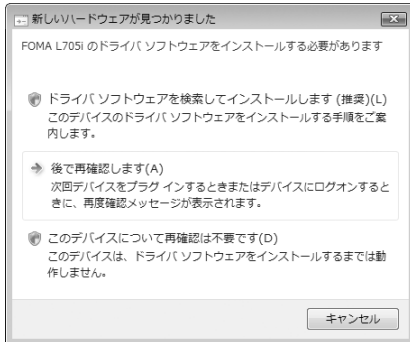 新しいハードウェアが見つかりました
FOMA L705i のドライバ ソフトウェアをインストールする必要があります
ドライバ ソフトウェアを検索してインストールします (推奨)(L)
このデバイスのドライバ ソフトウェアをインストールする手順をご案
内します。
後で再確認します(A)
次回デバイスをプラグ インするときまたはデバイスにログオンすると
きに、再度確認メッセージが表示されます。
このデバイスについて再確認は不要です(D)
このデバイスは、ドライバ ソフトウェアをインストールするまでは動
作しません。
キャンセル